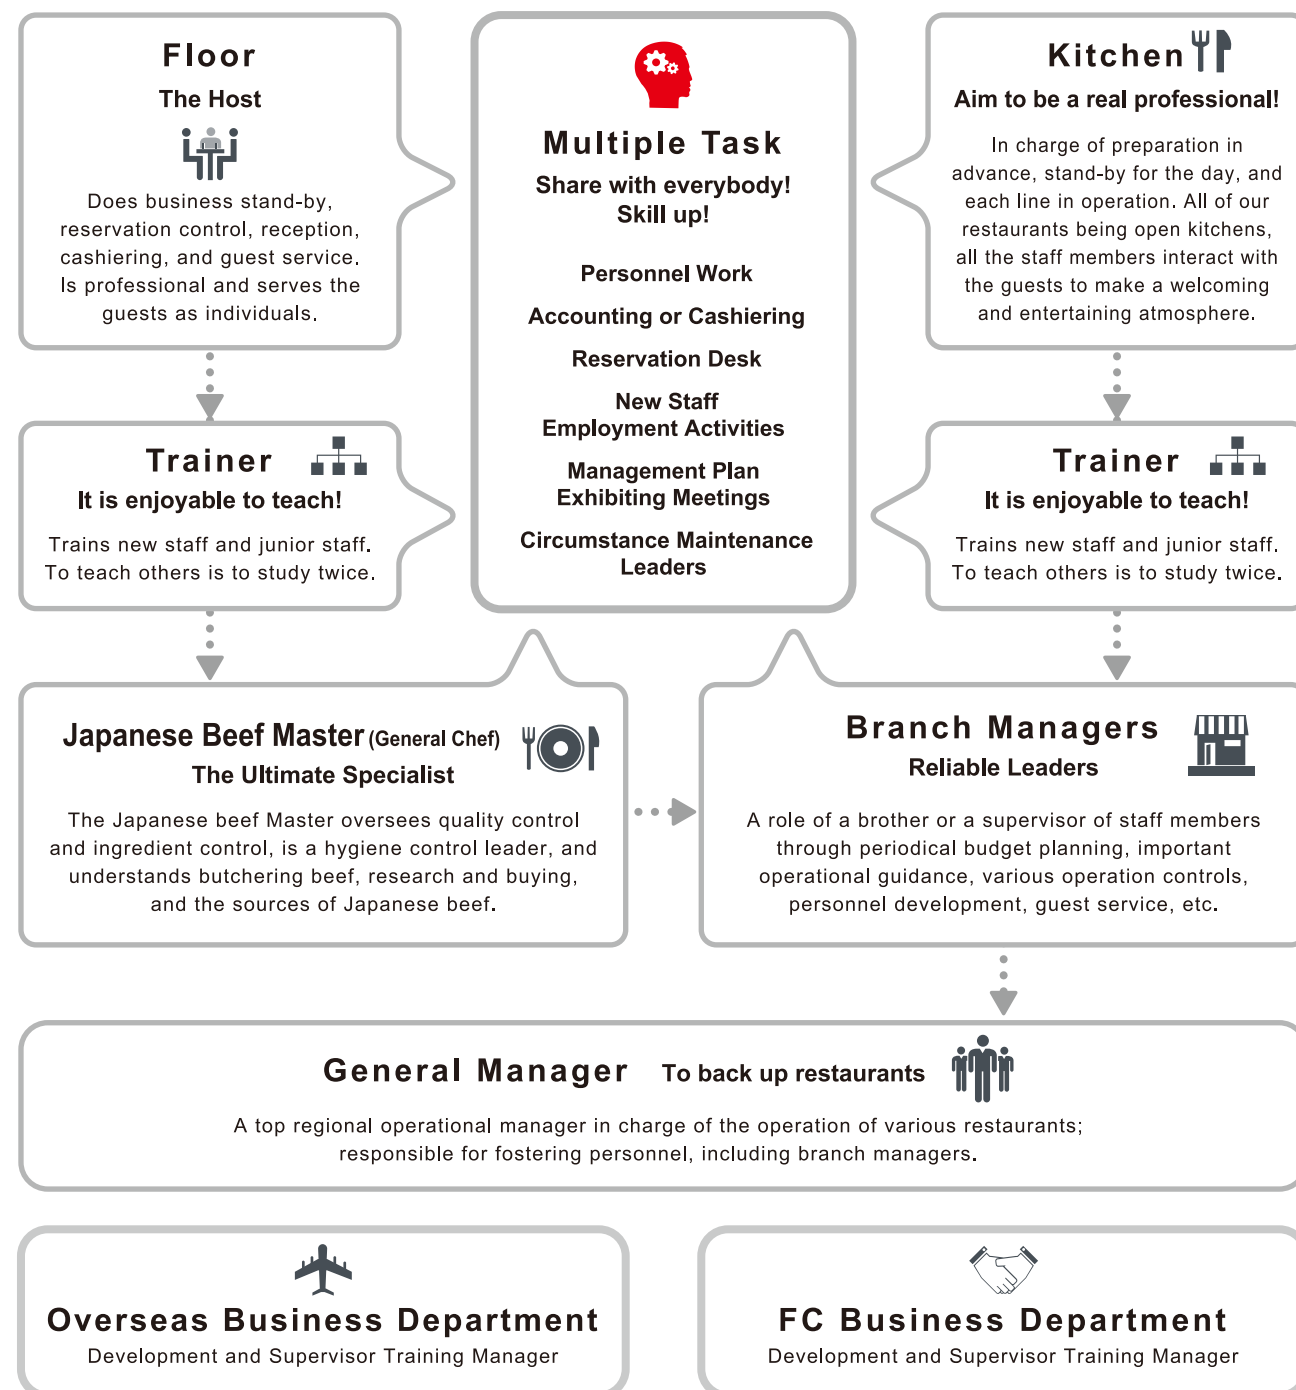 Floor
The Host
Does business stand-by,
reservation control, reception,
cashiering, and guest service.
Is professional and serves the
guests as individuals.
Multiple Task
Share with everybody!
Skill up!
Personnel Work
Accounting or Cashiering
Reservation Desk
New Staff
Employment Activities
Management Plan
Exhibiting Meetings
Circumstance Maintenance
Leaders
Kitchen
Aim to be a real professional!
In charge of preparation in
advance, stand-by for the day, and
each line in operation. All of our
restaurants being open kitchens,
all the staff members interact with
the guests to make a welcoming
and entertaining atmosphere.
Trainer
It is enjoyable to teach!
Trains new staff and junior staff.
To teach others is to study twice.
Trainer
It is enjoyable to teach!
Trains new staff and junior staff.
To teach others is to study twice.
Japanese Beef Master (General Chef)
The Ultimate Specialist
The Japanese beef Master oversees quality control
and ingredient control, is a hygiene control leader, and
understands butchering beef, research and buying,
and the sources of Japanese beef.
Branch Managers
Reliable Leaders
A role of a brother or a supervisor of staff members
through periodical budget planning, important
operational guidance, various operation controls,
personnel development, guest service, etc.
General Manager To back up restaurants
A top regional operational manager in charge of the operation of various restaurants;
responsible for fostering personnel, including branch managers.
Overseas Business Department
Development and Supervisor Training Manager
FC Business Department
Development and Supervisor Training Manager